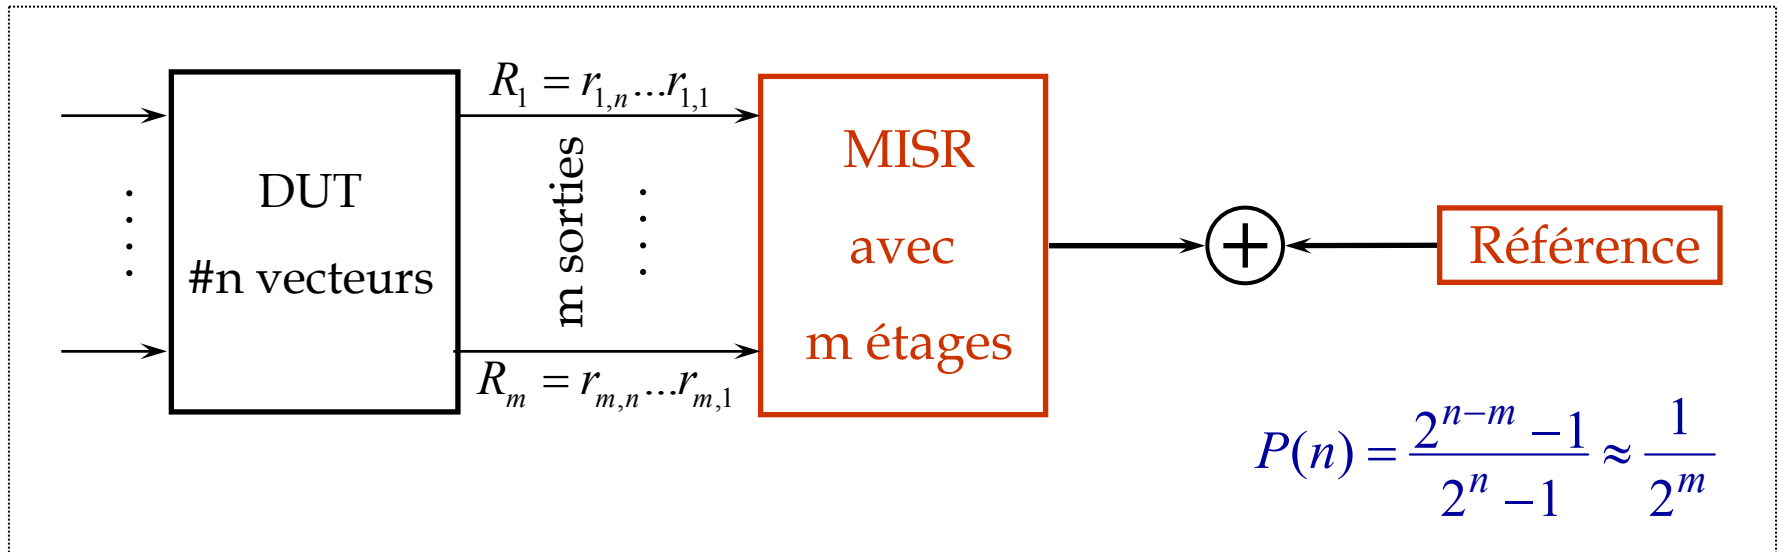 DUT
#n vecteurs
R₁ = r₁,ₙ...r₁,₁
m sorties
Rₘ = rₘ,ₙ...rₘ,₁
MISR
avec
m étages
+
Référence
P(n) = (2^{n−m} − 1)/(2^n − 1) ≈ 1/2^m